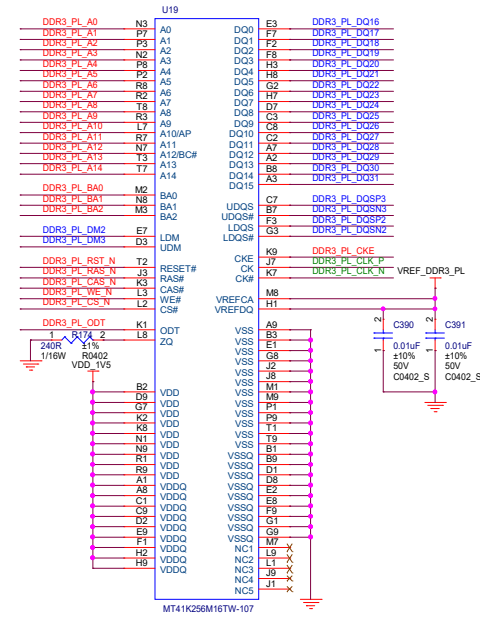 U19
DDR3_PL_A0 N3 A0 DQ0 E3 DDR3_PL_DQ16
DDR3_PL_A1 P7 A1 DQ1 F7 DDR3_PL_DQ17
DDR3_PL_A2 P3 A2 DQ2 F2 DDR3_PL_DQ18
DDR3_PL_A3 N2 A3 DQ3 F8 DDR3_PL_DQ19
DDR3_PL_A4 P8 A4 DQ4 H3 DDR3_PL_DQ20
DDR3_PL_A5 P2 A5 DQ5 H8 DDR3_PL_DQ21
DDR3_PL_A6 R8 A6 DQ6 G2 DDR3_PL_DQ22
DDR3_PL_A7 R2 A7 DQ7 H7 DDR3_PL_DQ23
DDR3_PL_A8 T8 A8 DQ8 D7 DDR3_PL_DQ24
DDR3_PL_A9 R3 A9 DQ9 C3 DDR3_PL_DQ25
DDR3_PL_A10 L7 A10/AP DQ10 C8 DDR3_PL_DQ26
DDR3_PL_A11 R7 A11 DQ11 C2 DDR3_PL_DQ27
DDR3_PL_A12 N7 A12/BC# DQ12 A7 DDR3_PL_DQ28
DDR3_PL_A13 T3 A13 DQ13 A2 DDR3_PL_DQ29
DDR3_PL_A14 T7 A14 DQ14 B8 DDR3_PL_DQ30
DQ15 A3 DDR3_PL_DQ31
DDR3_PL_BA0 M2 BA0
DDR3_PL_BA1 N8 BA1 UDQS C7 DDR3_PL_DQSP3
DDR3_PL_BA2 M3 BA2 UDQS# B7 DDR3_PL_DQSN3
LDQS F3 DDR3_PL_DQSP2
DDR3_PL_DM2 E7 LDM LDQS# G3 DDR3_PL_DQSN2
DDR3_PL_DM3 D3 UDM
CKE K9 DDR3_PL_CKE
DDR3_PL_RST_N T2 RESET# CK J7 DDR3_PL_CLK_P
DDR3_PL_RAS_N J3 RAS# CK# K7 DDR3_PL_CLK_N
VREF_DDR3_PL
DDR3_PL_CAS_N K3 CAS#
DDR3_PL_WE_N L3 WE# VREFCA M8
DDR3_PL_CS_N L2 CS# VREFDQ H1
DDR3_PL_ODT K1 ODT VSS A9
1 R174 2 L8 ZQ VSS B3
240R ±1%
1/16W R0402
VDD_1V5
2 C390 2 C391
1 0.01uF 1 0.01uF
±10% ±10%
50V 50V
C0402_S C0402_S
VSS E1
VSS G8
VSS J2
VSS J8
B2 VDD VSS M1
D9 VDD VSS M9
G7 VDD VSS P1
K2 VDD VSS P9
K8 VDD VSS T1
N1 VDD VSS T9
N9 VDD VSSQ B1
R1 VDD VSSQ B9
R9 VDD VSSQ D1
A1 VDDQ VSSQ D8
A8 VDDQ VSSQ E2
C1 VDDQ VSSQ E8
C9 VDDQ VSSQ F9
D2 VDDQ VSSQ G1
E9 VDDQ VSSQ G9
F1 VDDQ NC1 M7
H2 VDDQ NC2 L9
H9 VDDQ NC3 L1
NC4 J9
NC5 J1
MT41K256M16TW-107